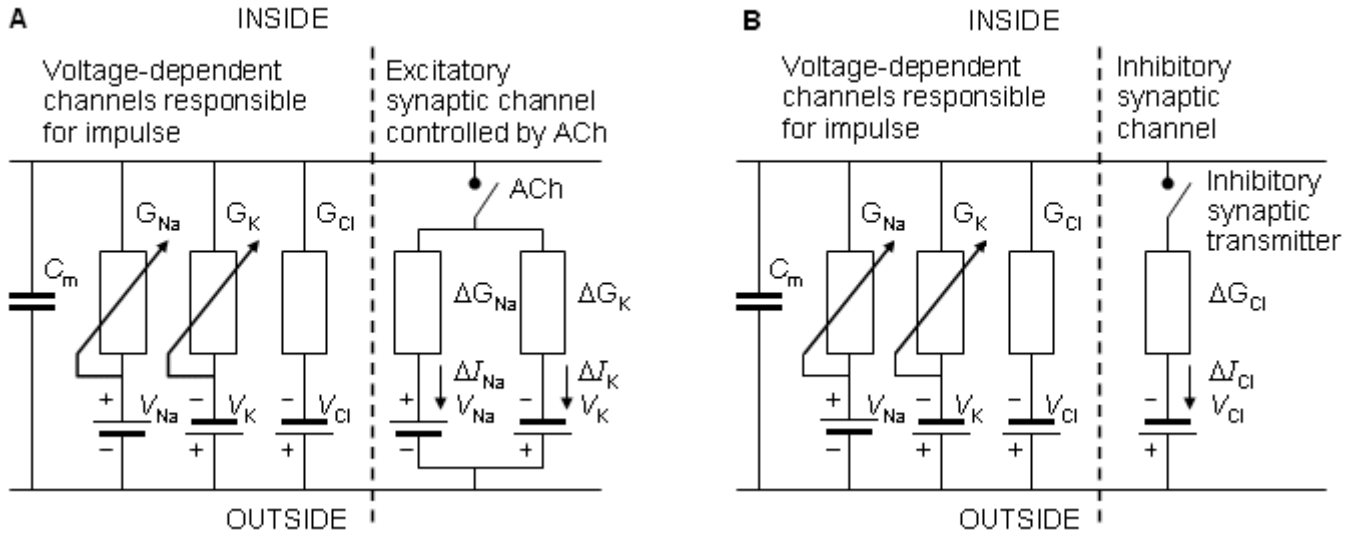 A
INSIDE
Voltage-dependent
channels responsible
for impulse
Excitatory
synaptic channel
controlled by ACh
ACh
G_Na
G_K
G_Cl
C_m
ΔG_Na
ΔG_K
ΔI_Na
ΔI_K
+
−
−
+
−
−
V_Na
V_K
V_Cl
V_Na
V_K
−
+
+
−
+
OUTSIDE
B
INSIDE
Voltage-dependent
channels responsible
for impulse
Inhibitory
synaptic
channel
Inhibitory
synaptic
transmitter
G_Na
G_K
G_Cl
C_m
ΔG_Cl
ΔI_Cl
+
−
−
−
V_Na
V_K
V_Cl
V_Cl
−
+
+
+
OUTSIDE